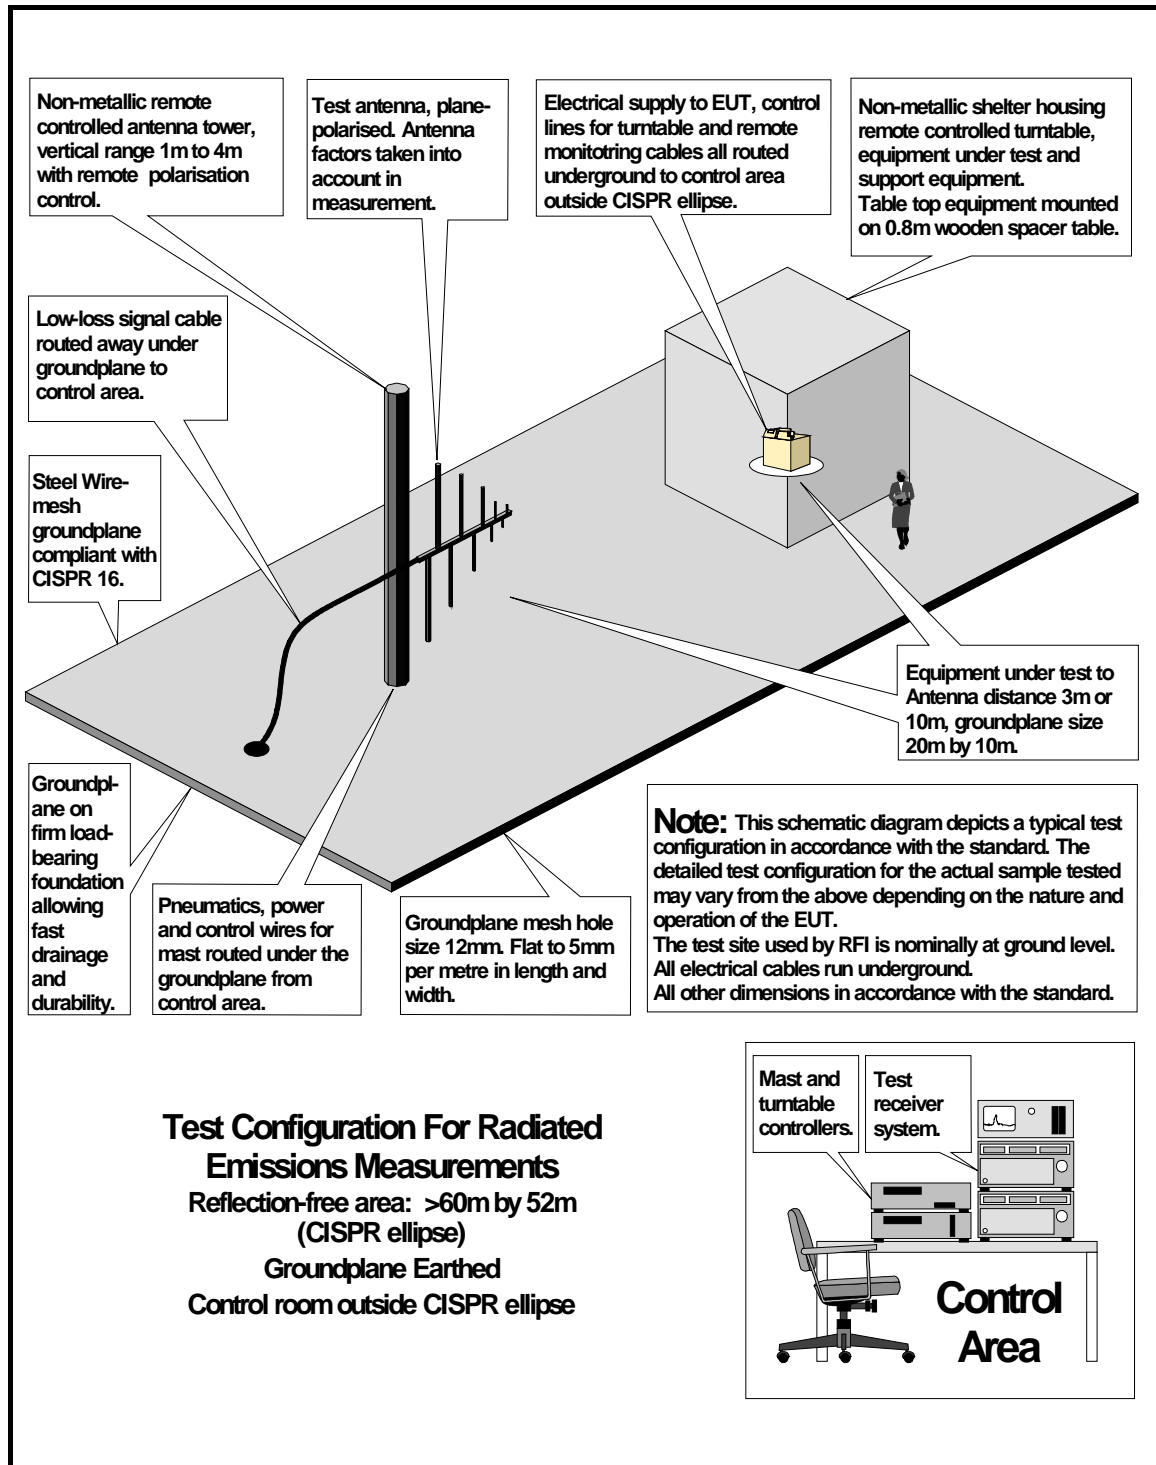 Non-metallic remote
controlled antenna tower,
vertical range 1m to 4m
with remote polarisation
control.
Test antenna, plane-
polarised. Antenna
factors taken into
account in
measurement.
Electrical supply to EUT, control
lines for turntable and remote
monitotring cables all routed
underground to control area
outside CISPR ellipse.
Non-metallic shelter housing
remote controlled turntable,
equipment under test and
support equipment.
Table top equipment mounted
on 0.8m wooden spacer table.
Low-loss signal cable
routed away under
groundplane to
control area.
Steel Wire-
mesh
groundplane
compliant with
CISPR 16.
Equipment under test to
Antenna distance 3m or
10m, groundplane size
20m by 10m.
Groundpl-
ane on
firm load-
bearing
foundation
allowing
fast
drainage
and
durability.
Pneumatics, power
and control wires for
mast routed under the
groundplane from
control area.
Groundplane mesh hole
size 12mm. Flat to 5mm
per metre in length and
width.
Note: This schematic diagram depicts a typical test
configuration in accordance with the standard. The
detailed test configuration for the actual sample tested
may vary from the above depending on the nature and
operation of the EUT.
The test site used by RFI is nominally at ground level.
All electrical cables run underground.
All other dimensions in accordance with the standard.
Test Configuration For Radiated
Emissions Measurements
Reflection-free area: >60m by 52m
(CISPR ellipse)
Groundplane Earthed
Control room outside CISPR ellipse
Mast and
turntable
controllers.
Test
receiver
system.
Control
Area